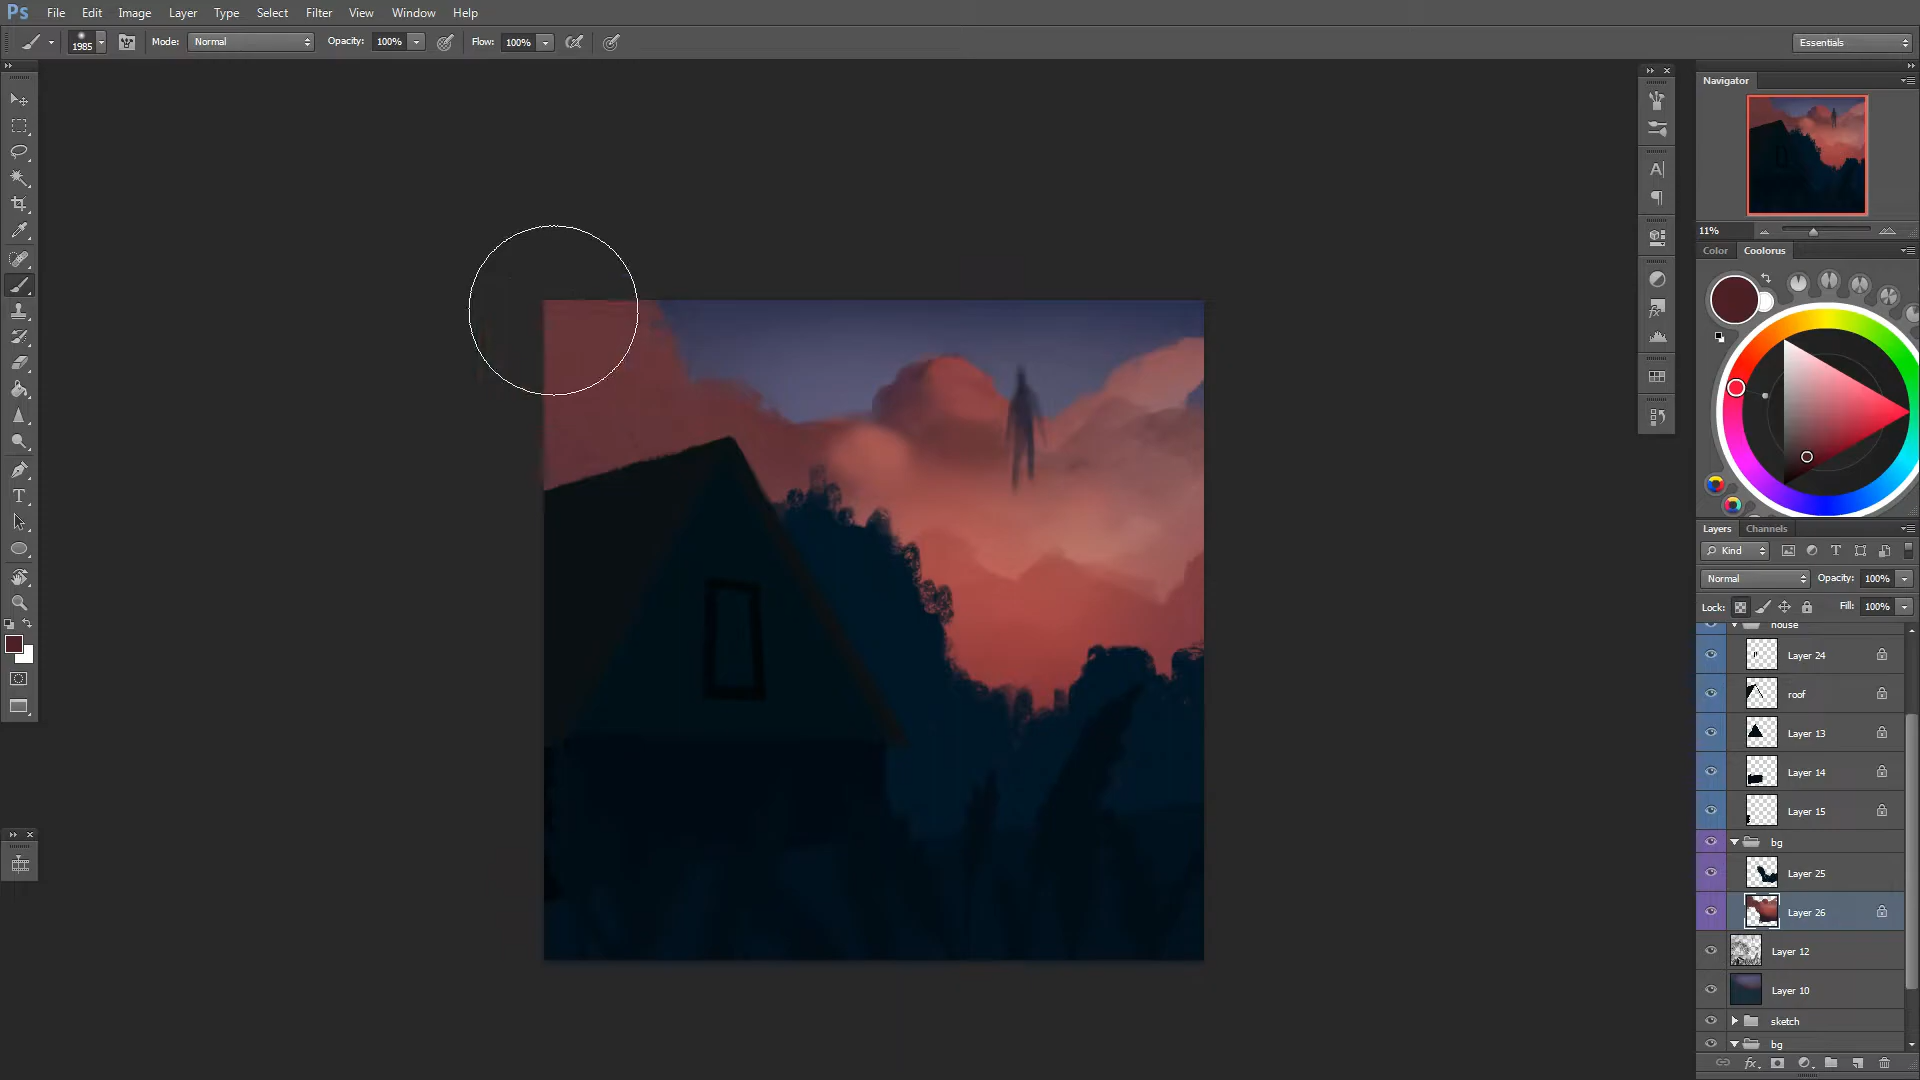 Ps File Edit Image Layer Type Select Filter View Window Help
1985 Mode: Normal Opacity: 100% Flow: 100% Essentials
Navigator
11%
Color Coolorus
Layers Channels
Kind T
Normal Opacity: 100%
Lock: Fill: 100%
house
Layer 24
roof
Layer 13
Layer 14
Layer 15
bg
Layer 25
Layer 26
Layer 12
Layer 10
sketch
bg
fx